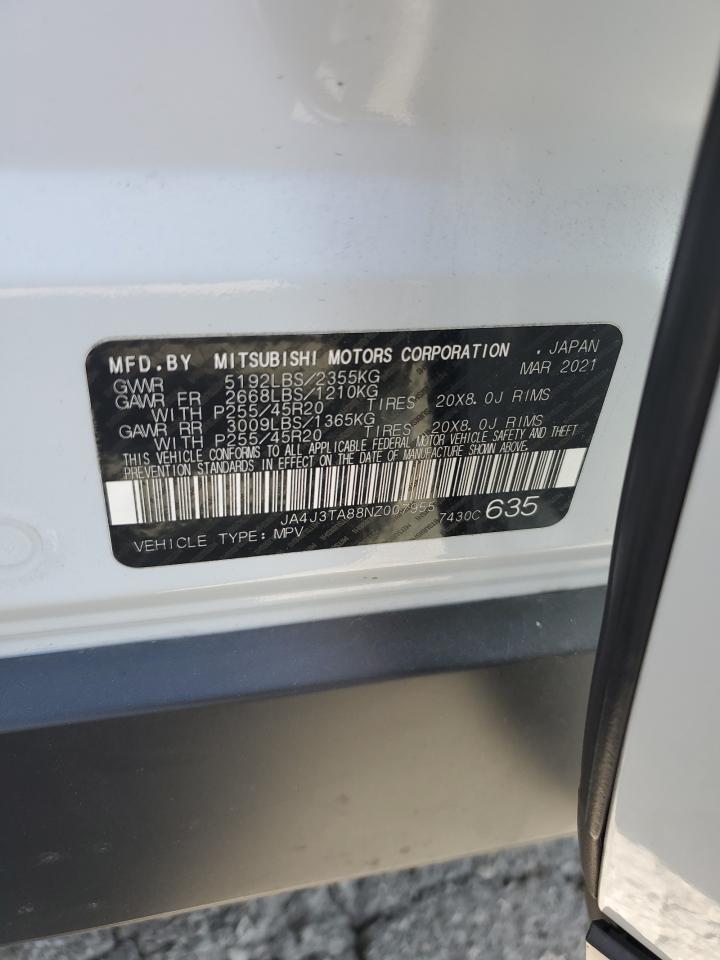 MFD.BY MITSUBISHI MOTORS CORPORATION . JAPAN
GVWR 5192LBS/2355KG MAR 2021
GAWR FR 2668LBS/1210KG
WITH P255/45R20 TIRES 20X8.0J RIMS
GAWR RR 3009LBS/1365KG
WITH P255/45R20 TIRES 20X8.0J RIMS
THIS VEHICLE CONFORMS TO ALL APPLICABLE FEDERAL MOTOR VEHICLE SAFETY AND THEFT
PREVENTION STANDARDS IN EFFECT ON THE DATE OF MANUFACTURE SHOWN ABOVE.
JA4J3TA88NZ007955 7430C 635
VEHICLE TYPE: MPV